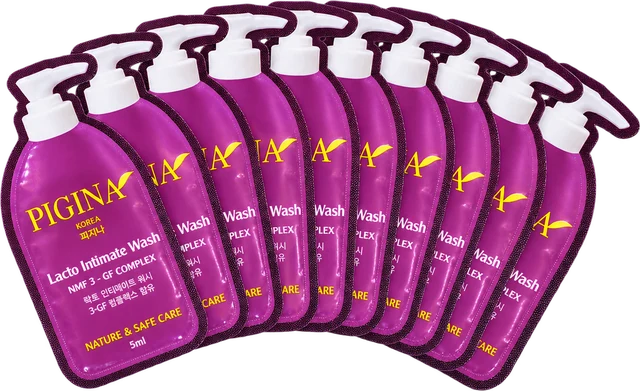 PIGINA
KOREA
피지나
Lacto Intimate Wash
NMF 3 - GF COMPLEX
락토 인티메이트 워시
3-GF 컴플렉스 함유
NATURE & SAFE CARE
5ml